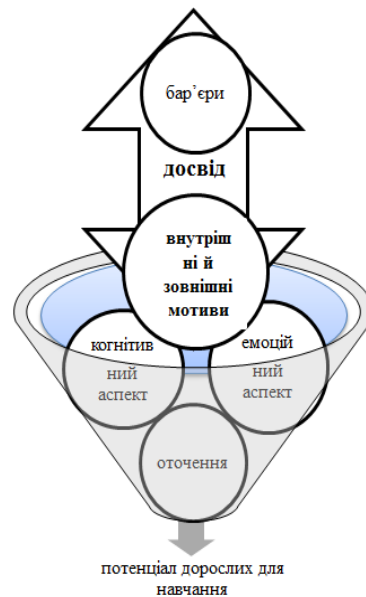 бар’єри
досвід
внутріш
ні й
зовнішні
мотиви
когнітив
ний
аспект
емоцій
ний
аспект
оточення
потенціал дорослих для
навчання